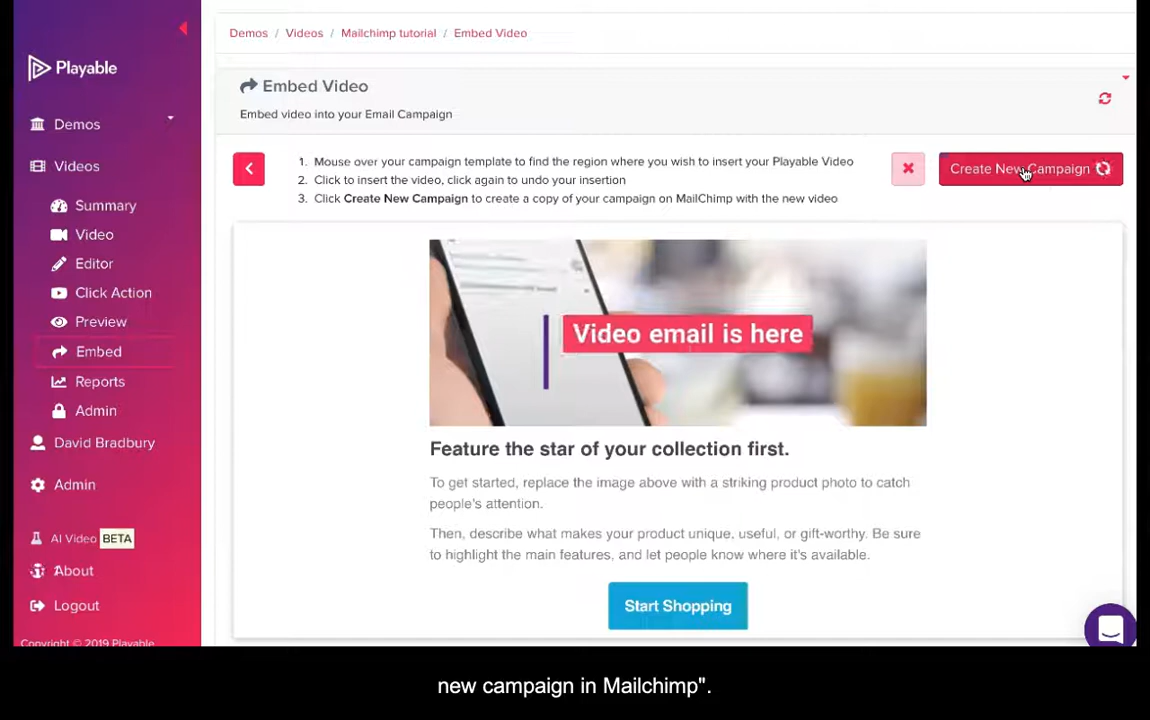 Demos / Videos / Mailchimp tutorial / Embed Video
Playable
Demos
Videos
Summary
Video
Editor
Click Action
Preview
Embed
Reports
Admin
David Bradbury
Admin
AI Video BETA
About
Logout
Copyright © 2019 Playable
Embed Video
Embed video into your Email Campaign
1. Mouse over your campaign template to find the region where you wish to insert your Playable Video
2. Click to insert the video, click again to undo your insertion
3. Click Create New Campaign to create a copy of your campaign on MailChimp with the new video
Create New Campaign
Video email is here
Feature the star of your collection first.
To get started, replace the image above with a striking product photo to catch
people's attention.
Then, describe what makes your product unique, useful, or gift-worthy. Be sure
to highlight the main features, and let people know where it's available.
Start Shopping
new campaign in Mailchimp".